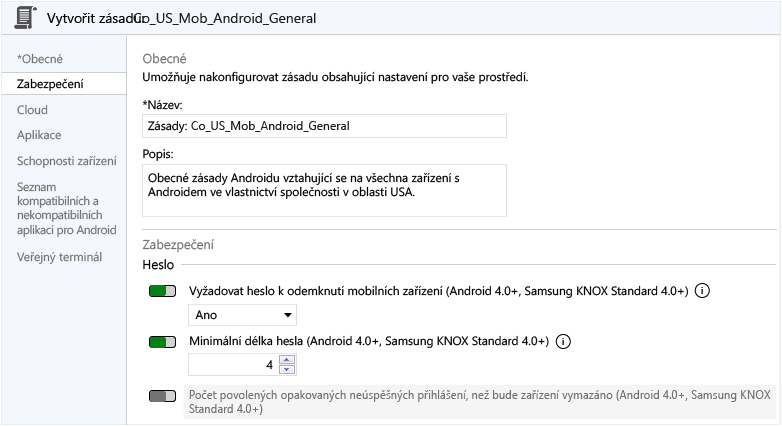 Vytvořit zásadu: Co_US_Mob_Android_General
*Obecné
Zabezpečení
Cloud
Aplikace
Schopnosti zařízení
Seznam
kompatibilních a
nekompatibilních
aplikací pro Android
Veřejný terminál
Obecné
Umožňuje nakonfigurovat zásadu obsahující nastavení pro vaše prostředí.
*Název:
Zásady: Co_US_Mob_Android_General
Popis:
Obecné zásady Androidu vztahující se na všechna zařízení s
Androidem ve vlastnictví společnosti v oblasti USA.
Zabezpečení
Heslo
Vyžadovat heslo k odemknutí mobilních zařízení (Android 4.0+, Samsung KNOX Standard 4.0+)
Ano
Minimální délka hesla (Android 4.0+, Samsung KNOX Standard 4.0+)
4
Počet povolených opakovaných neúspěšných přihlášení, než bude zařízení vymazáno (Android 4.0+, Samsung KNOX
Standard 4.0+)